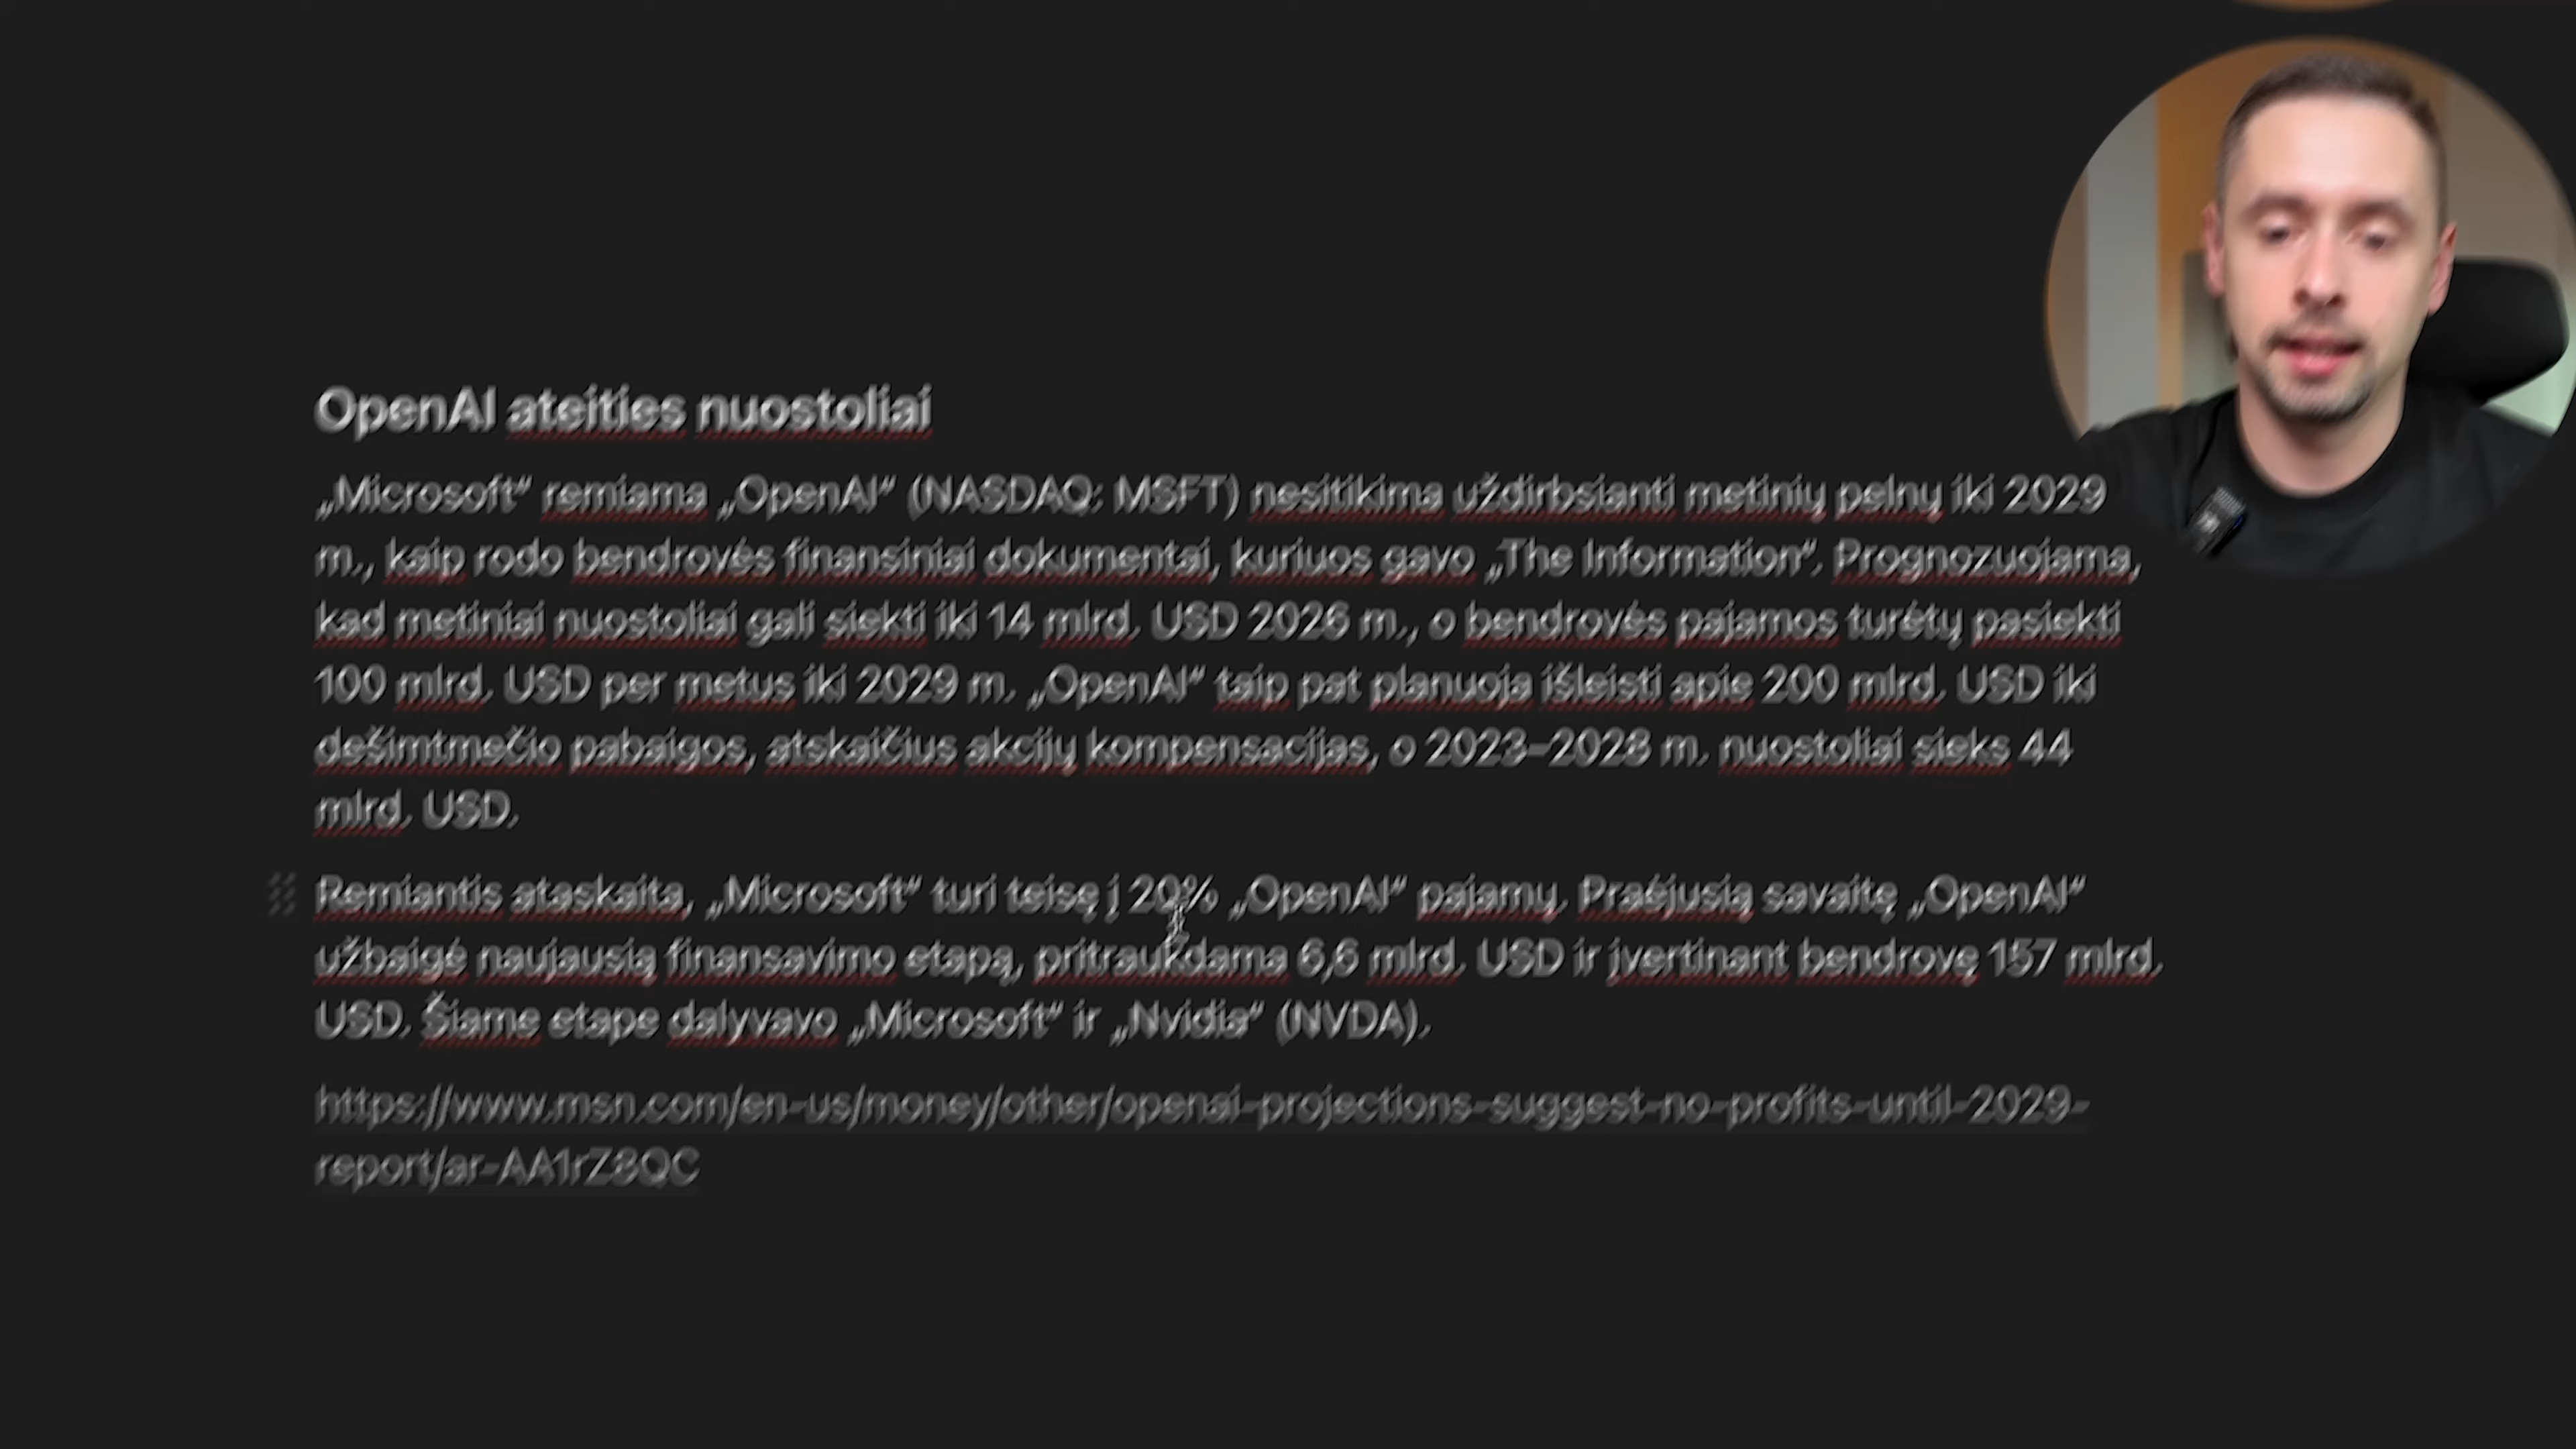 OpenAI ateities nuostoliai
„Microsoft“ remiama „OpenAI“ (NASDAQ: MSFT) nesitikima uždirbsianti metinių pelnų iki 2029
m., kaip rodo bendrovės finansiniai dokumentai, kuriuos gavo „The Information“. Prognozuojama,
kad metiniai nuostoliai gali siekti iki 14 mlrd. USD 2026 m., o bendrovės pajamos turėtų pasiekti
100 mlrd. USD per metus iki 2029 m. „OpenAI“ taip pat planuoja išleisti apie 200 mlrd. USD iki
dešimtmečio pabaigos, atskaičius akcijų kompensacijas, o 2023–2028 m. nuostoliai sieks 44
mlrd. USD.
Remiantis ataskaita, „Microsoft“ turi teisę į 20% „OpenAI“ pajamų. Praėjusią savaitę „OpenAI“
užbaigė naujausią finansavimo etapą, pritraukdama 6,6 mlrd. USD ir įvertinant bendrovę 157 mlrd.
USD. Šiame etape dalyvavo „Microsoft“ ir „Nvidia“ (NVDA).
https://www.msn.com/en-us/money/other/openai-projections-suggest-no-profits-until-2029-
report/ar-AA1rZ8QC